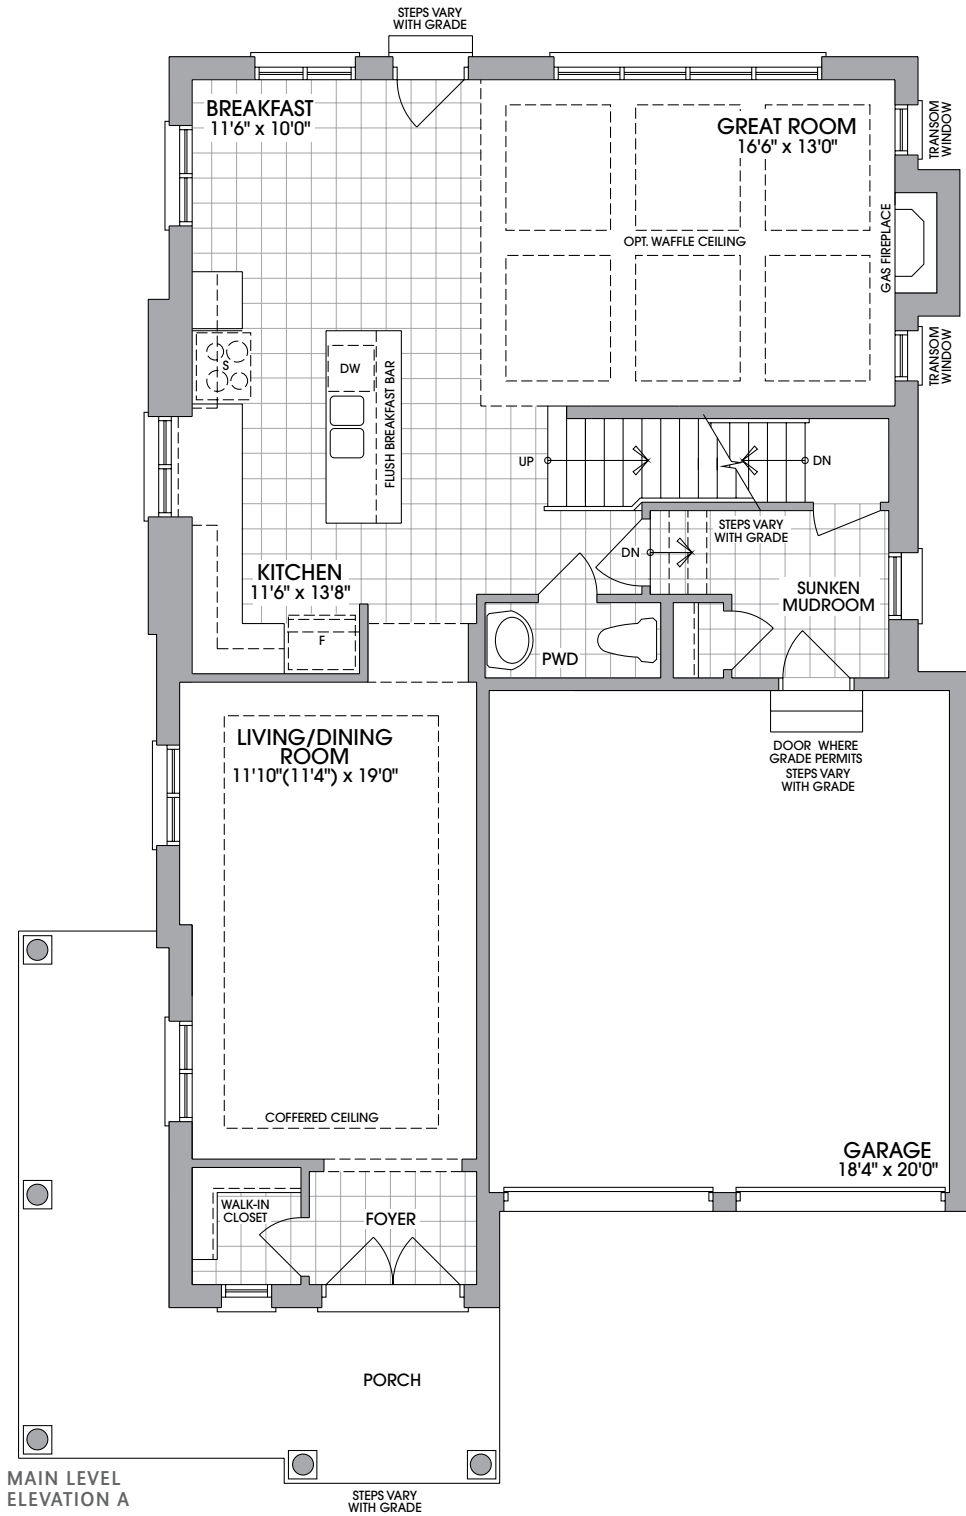 STEPS VARY
WITH GRADE
BREAKFAST
11'6" x 10'0"
GREAT ROOM
16'6" x 13'0"
TRANSOM
WINDOW
OPT. WAFFLE CEILING
GAS FIREPLACE
TRANSOM
WINDOW
S
DW
FLUSH BREAKFAST BAR
UP
DN
STEPS VARY
WITH GRADE
DN
KITCHEN
11'6" x 13'8"
SUNKEN
MUDROOM
F
PWD
LIVING/DINING
ROOM
11'10"(11'4") x 19'0"
DOOR WHERE
GRADE PERMITS
STEPS VARY
WITH GRADE
COFFERED CEILING
GARAGE
18'4" x 20'0"
WALK-IN
CLOSET
FOYER
PORCH
MAIN LEVEL
ELEVATION A
STEPS VARY
WITH GRADE